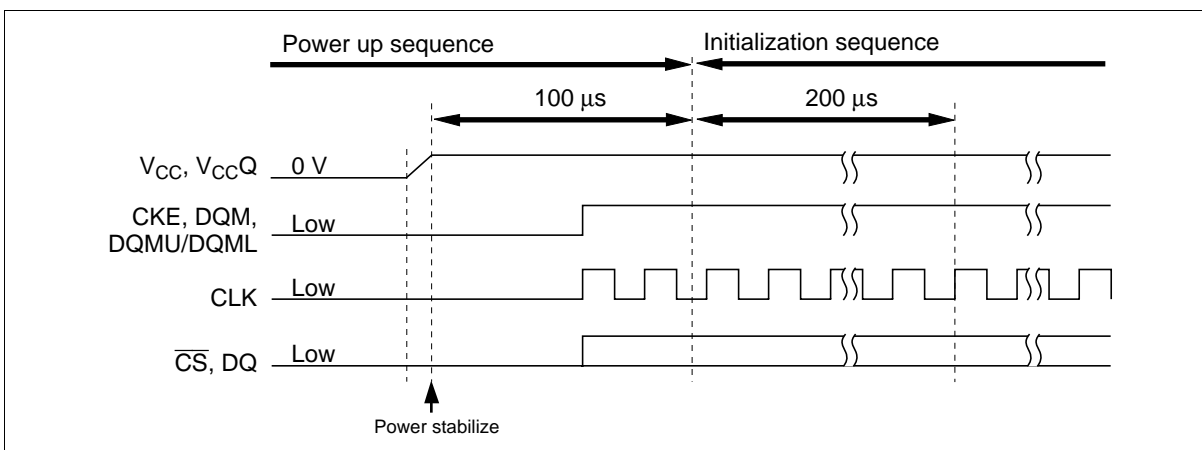 Power up sequence
Initialization sequence
100 µs
200 µs
VCC, VCCQ
0 V
CKE, DQM,
DQMU/DQML
Low
CLK
Low
CS, DQ
Low
Power stabilize